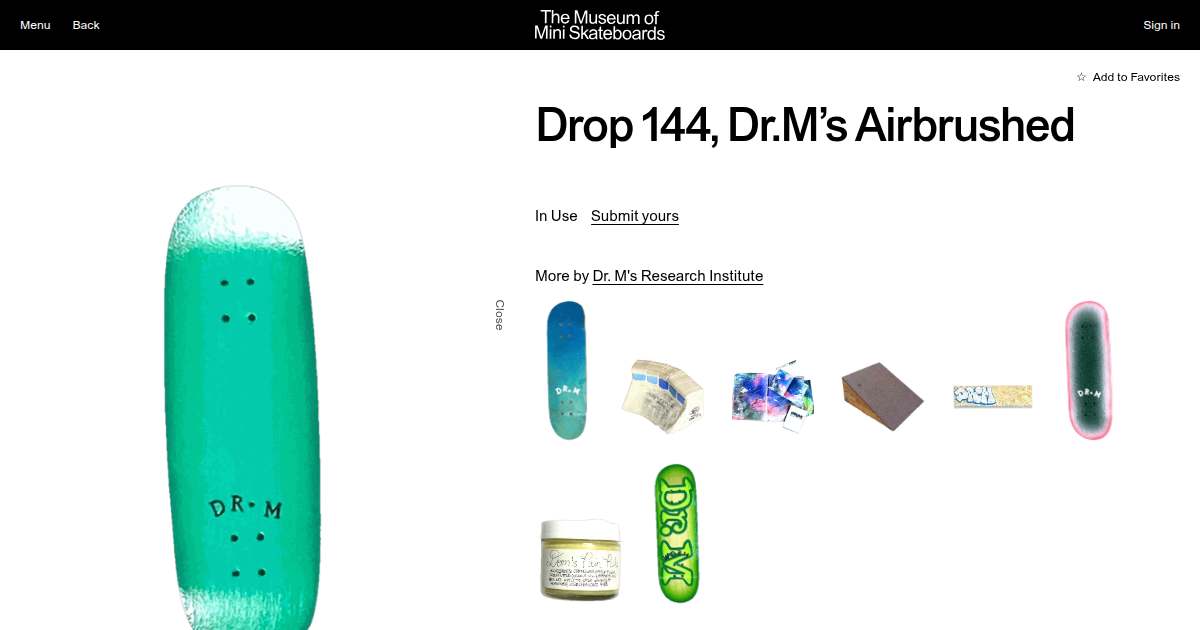 Menu
Back
The Museum of
Mini Skateboards
Sign in
☆ Add to Favorites
Drop 144, Dr.M’s Airbrushed
In Use Submit yours
More by Dr. M's Research Institute
Close
DR·M
DR·M
DR·M
Dr. M